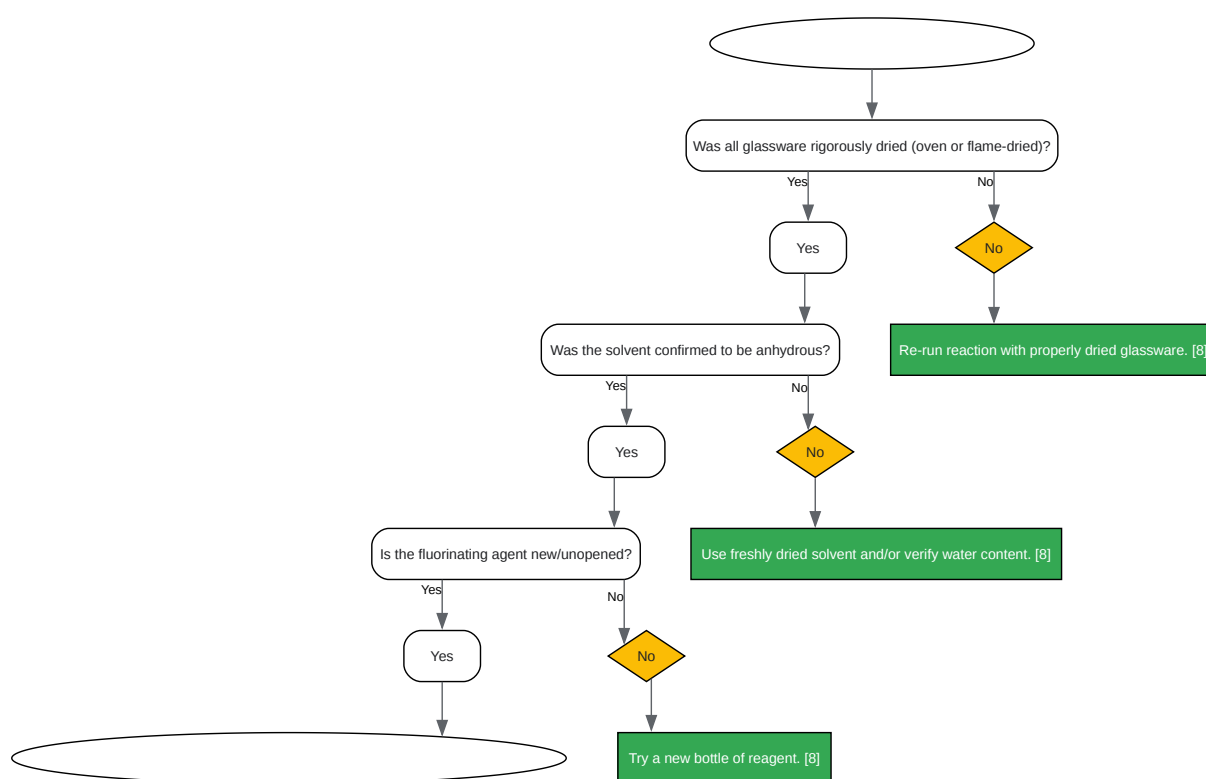 Was all glassware rigorously dried (oven or flame-dried)?
Yes
No
Yes
No
Was the solvent confirmed to be anhydrous?
Re-run reaction with properly dried glassware. [8]
Yes
No
Yes
No
Is the fluorinating agent new/unopened?
Use freshly dried solvent and/or verify water content. [8]
Yes
No
Yes
No
Try a new bottle of reagent. [8]